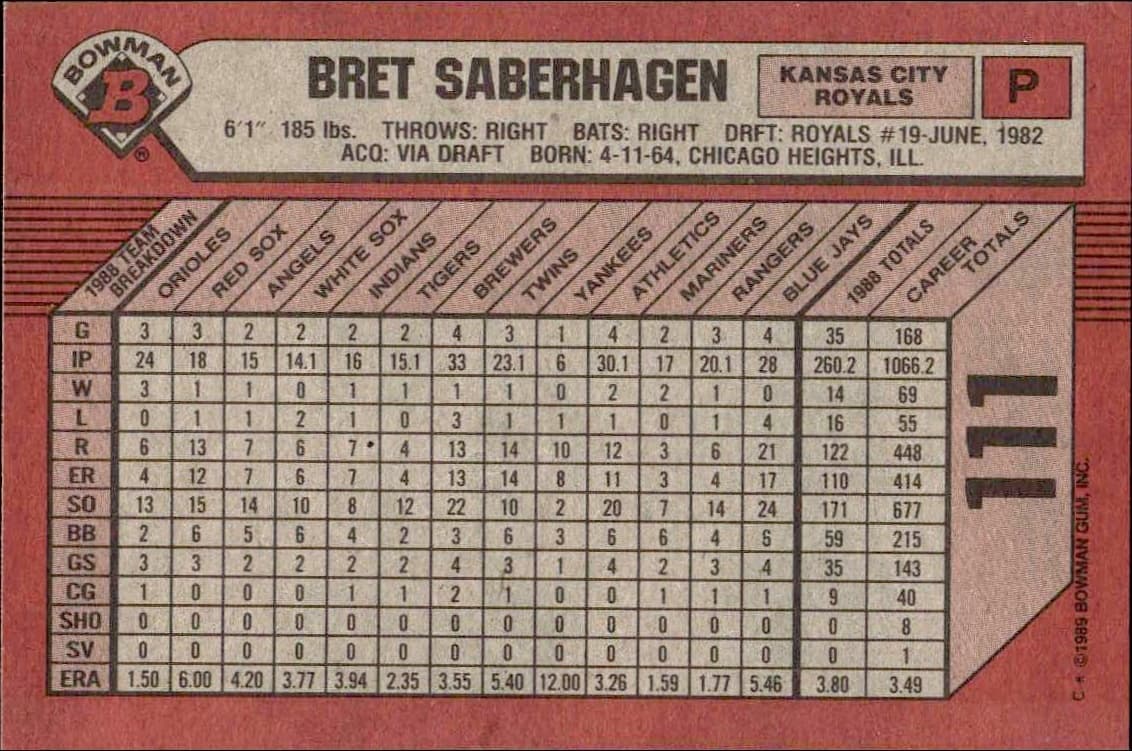 BOWMAN
B
®
BRET SABERHAGEN
KANSAS CITY
ROYALS
P
6'1" 185 lbs. THROWS: RIGHT BATS: RIGHT DRFT: ROYALS #19-JUNE, 1982
ACQ: VIA DRAFT BORN: 4-11-64, CHICAGO HEIGHTS, ILL.
1988 TEAM BREAKDOWN ORIOLES RED SOX ANGELS WHITE SOX INDIANS TIGERS BREWERS TWINS YANKEES ATHLETICS MARINERS RANGERS BLUE JAYS 1988 TOTALS CAREER TOTALS
G 3 3 2 2 2 2 4 3 1 4 2 3 4 35 168
IP 24 18 15 14.1 16 15.1 33 23.1 6 30.1 17 20.1 28 260.2 1066.2
W 3 1 1 0 1 1 1 1 0 2 2 1 0 14 69
L 0 1 1 2 1 0 3 1 1 1 0 1 4 16 55
R 6 13 7 6 7 4 13 14 10 12 3 6 21 122 448
ER 4 12 7 6 7 4 13 14 8 11 3 4 17 110 414
SO 13 15 14 10 8 12 22 10 2 20 7 14 24 171 677
BB 2 6 5 6 4 2 3 6 3 6 6 4 6 59 215
GS 3 3 2 2 2 2 4 3 1 4 2 3 4 35 143
CG 1 0 0 0 1 1 2 1 0 0 1 1 1 9 40
SHO 0 0 0 0 0 0 0 0 0 0 0 0 0 0 8
SV 0 0 0 0 0 0 0 0 0 0 0 0 0 0 1
ERA 1.50 6.00 4.20 3.77 3.94 2.35 3.55 5.40 12.00 3.26 1.59 1.77 5.46 3.80 3.49
111
C * ©1989 BOWMAN GUM, INC.